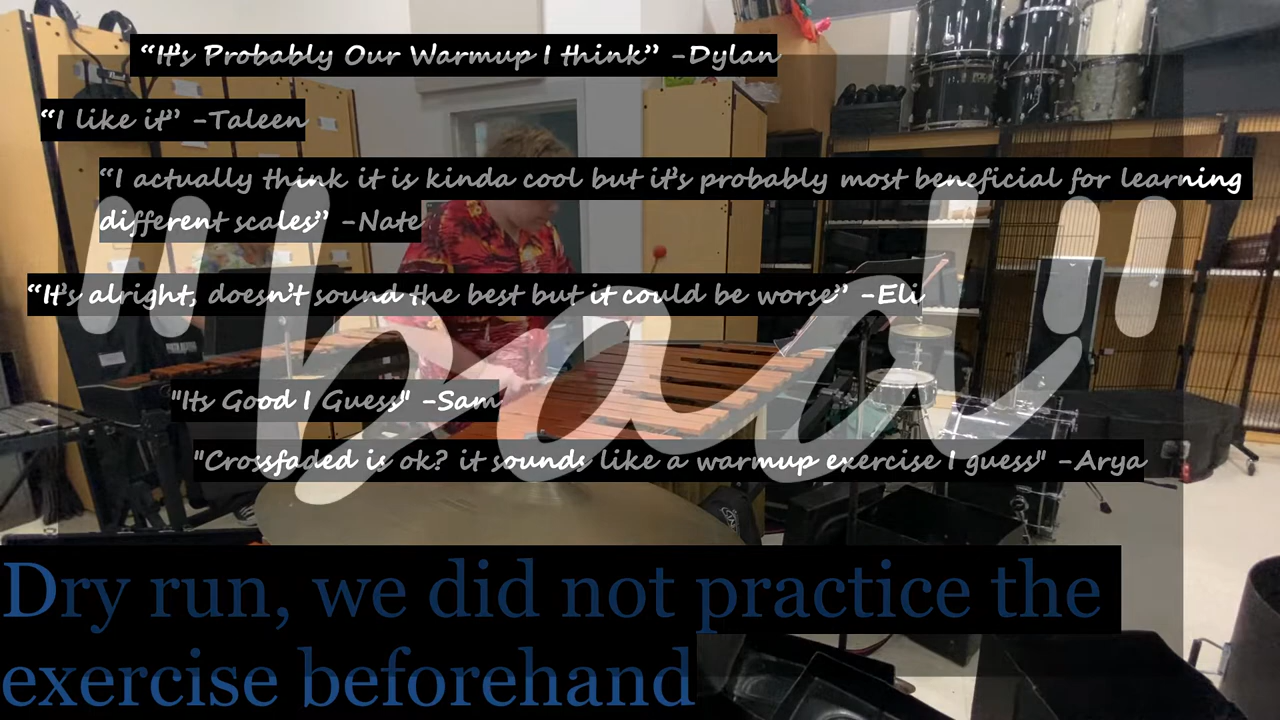 “It's Probably Our Warmup I think” -Dylan
“I like it” -Taleen
“I actually think it is kinda cool but it's probably most beneficial for learning
different scales” -Nate
“It's alright, doesn't sound the best but it could be worse” -Eli
"bad"
"Its Good I Guess" -Sam
"Crossfaded is ok? it sounds like a warmup exercise I guess" -Arya
Dry run, we did not practice the
exercise beforehand